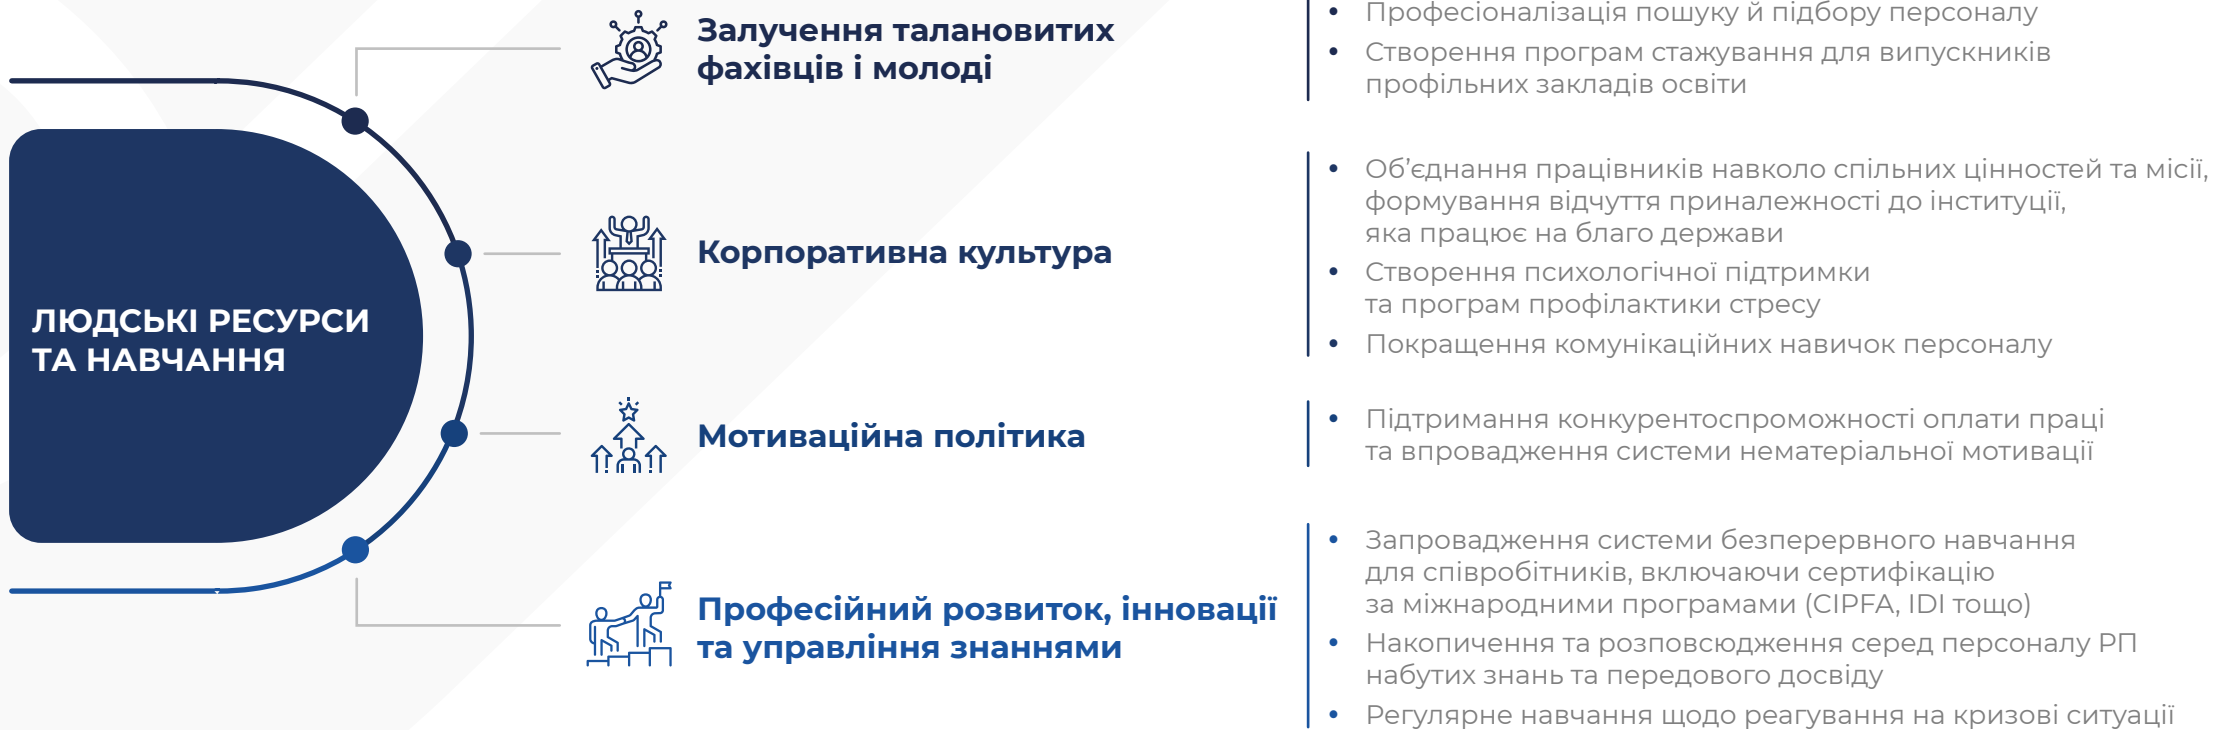 ЛЮДСЬКІ РЕСУРСИ
ТА НАВЧАННЯ
Залучення талановитих
фахівців і молоді
• Професіоналізація пошуку й підбору персоналу
• Створення програм стажування для випускників
профільних закладів освіти
Корпоративна культура
• Об’єднання працівників навколо спільних цінностей та місії,
формування відчуття приналежності до інституції,
яка працює на благо держави
• Створення психологічної підтримки
та програм профілактики стресу
• Покращення комунікаційних навичок персоналу
Мотиваційна політика
• Підтримання конкурентоспроможності оплати праці
та впровадження системи нематеріальної мотивації
Професійний розвиток, інновації
та управління знаннями
• Запровадження системи безперервного навчання
для співробітників, включаючи сертифікацію
за міжнародними програмами (CIPFA, IDI тощо)
• Накопичення та розповсюдження серед персоналу РП
набутих знань та передового досвіду
• Регулярне навчання щодо реагування на кризові ситуації